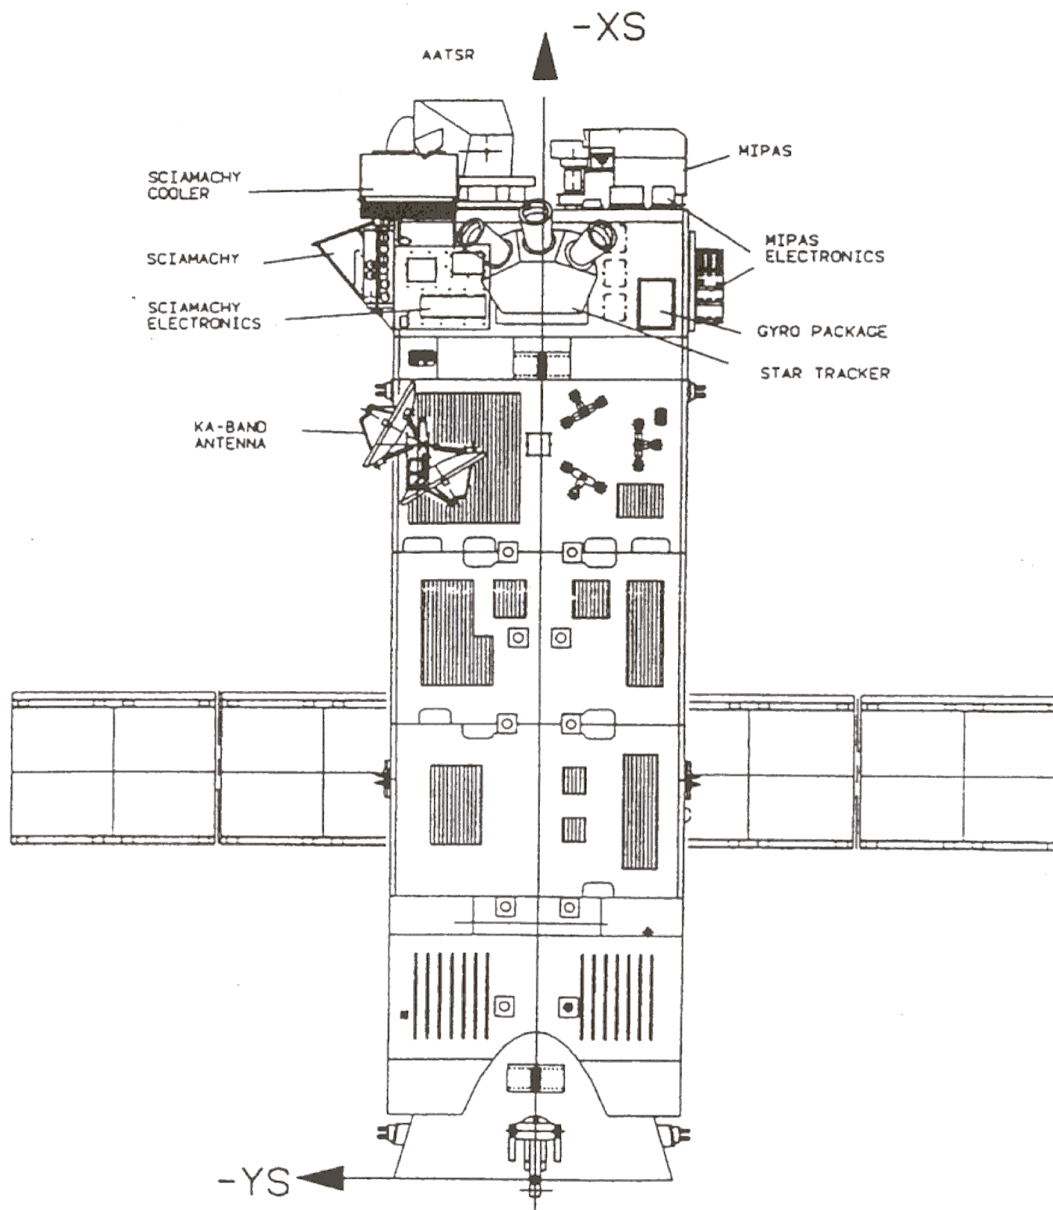 -XS
AATSR
MIPAS
SCIAMACHY
COOLER
MIPAS
ELECTRONICS
SCIAMACHY
SCIAMACHY
ELECTRONICS
GYRO PACKAGE
STAR TRACKER
KA-BAND
ANTENNA
-YS